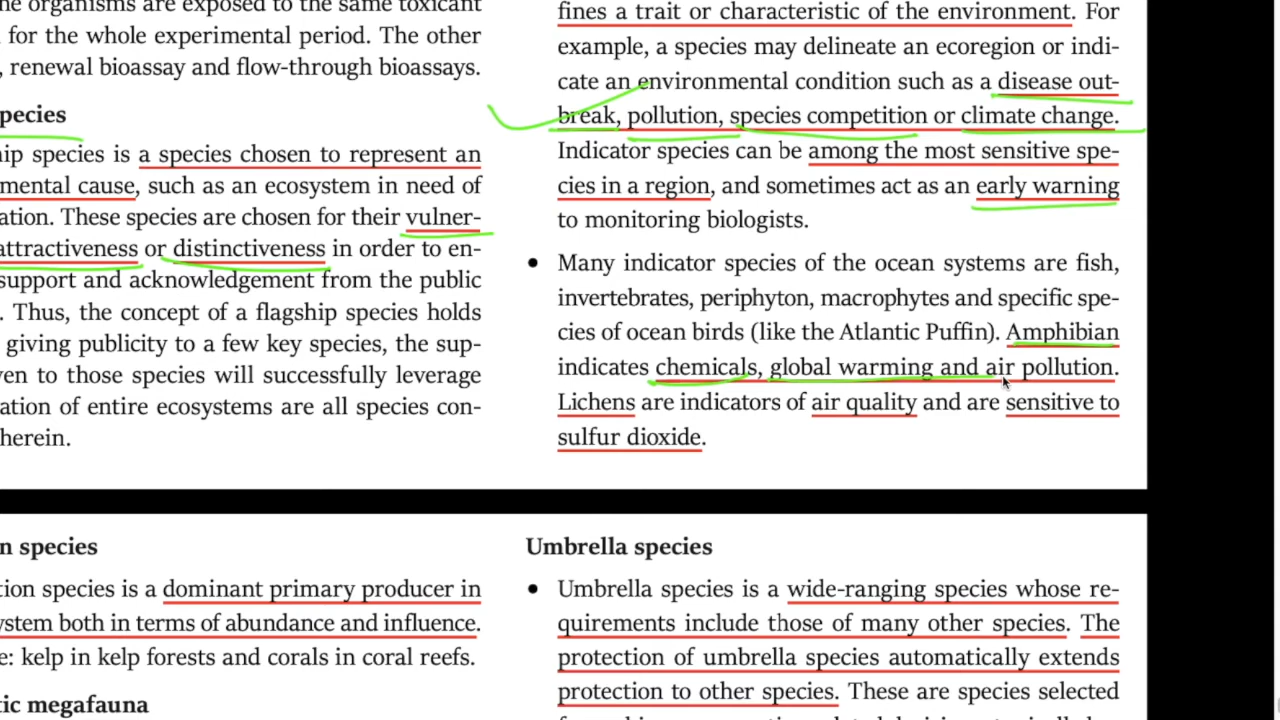 ne organisms are exposed to the same toxicant
for the whole experimental period. The other
, renewal bioassay and flow-through bioassays.
pecies
ip species is a species chosen to represent an
mental cause, such as an ecosystem in need of
ation. These species are chosen for their vulner-
attractiveness or distinctiveness in order to en-
support and acknowledgement from the public
. Thus, the concept of a flagship species holds
giving publicity to a few key species, the sup-
ven to those species will successfully leverage
ation of entire ecosystems are all species con-
herein.
fines a trait or characteristic of the environment. For
example, a species may delineate an ecoregion or indi-
cate an environmental condition such as a disease out-
break, pollution, species competition or climate change.
Indicator species can be among the most sensitive spe-
cies in a region, and sometimes act as an early warning
to monitoring biologists.
• Many indicator species of the ocean systems are fish,
invertebrates, periphyton, macrophytes and specific spe-
cies of ocean birds (like the Atlantic Puffin). Amphibian
indicates chemicals, global warming and air pollution.
Lichens are indicators of air quality and are sensitive to
sulfur dioxide.
n species
tion species is a dominant primary producer in
ystem both in terms of abundance and influence.
e: kelp in kelp forests and corals in coral reefs.
tic megafauna
Umbrella species
• Umbrella species is a wide-ranging species whose re-
quirements include those of many other species. The
protection of umbrella species automatically extends
protection to other species. These are species selected